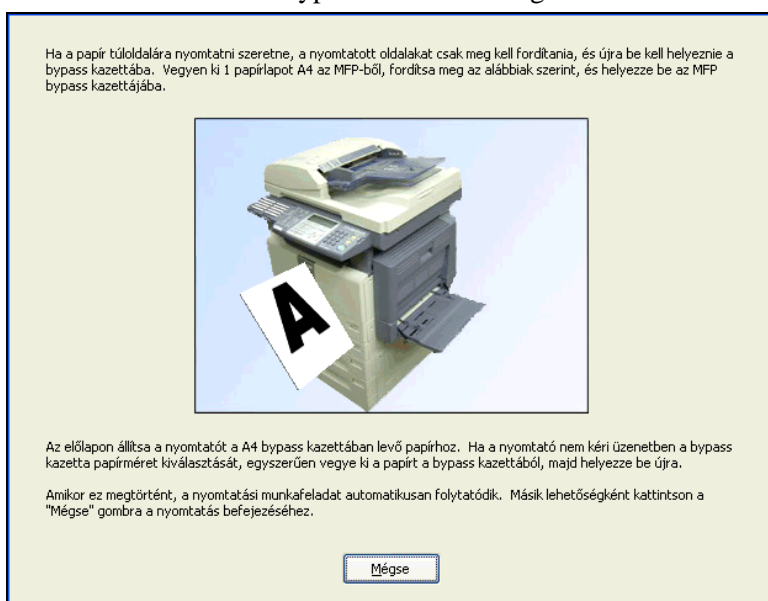 Ha a papír túloldalára nyomtatni szeretne, a nyomtatott oldalakat csak meg kell fordítania, és újra be kell helyeznie a
bypass kazettába.  Vegyen ki 1 papírlapot A4 az MFP-ből, fordítsa meg az alábbiak szerint, és helyezze be az MFP
bypass kazettájába.
A
Az előlapon állítsa a nyomtatót a A4 bypass kazettában levő papírhoz.  Ha a nyomtató nem kéri üzenetben a bypass
kazetta papírméret kiválasztását, egyszerűen vegye ki a papírt a bypass kazettából, majd helyezze be újra.
Amikor ez megtörtént, a nyomtatási munkafeladat automatikusan folytatódik.  Másik lehetőségként kattintson a
"Mégse" gombra a nyomtatás befejezéséhez.
Mégse